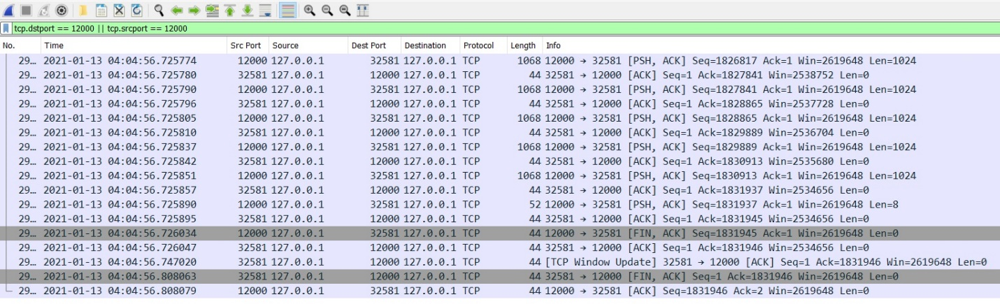 tcp.dstport == 12000 || tcp.srcport == 12000
No. Time Src Port Source Dest Port Destination Protocol Length Info
29… 2021-01-13 04:04:56.725774 12000 127.0.0.1 32581 127.0.0.1 TCP 1068 12000 → 32581 [PSH, ACK] Seq=1826817 Ack=1 Win=2619648 Len=1024
29… 2021-01-13 04:04:56.725780 32581 127.0.0.1 12000 127.0.0.1 TCP 44 32581 → 12000 [ACK] Seq=1 Ack=1827841 Win=2538752 Len=0
29… 2021-01-13 04:04:56.725790 12000 127.0.0.1 32581 127.0.0.1 TCP 1068 12000 → 32581 [PSH, ACK] Seq=1827841 Ack=1 Win=2619648 Len=1024
29… 2021-01-13 04:04:56.725796 32581 127.0.0.1 12000 127.0.0.1 TCP 44 32581 → 12000 [ACK] Seq=1 Ack=1828865 Win=2537728 Len=0
29… 2021-01-13 04:04:56.725805 12000 127.0.0.1 32581 127.0.0.1 TCP 1068 12000 → 32581 [PSH, ACK] Seq=1828865 Ack=1 Win=2619648 Len=1024
29… 2021-01-13 04:04:56.725810 32581 127.0.0.1 12000 127.0.0.1 TCP 44 32581 → 12000 [ACK] Seq=1 Ack=1829889 Win=2536704 Len=0
29… 2021-01-13 04:04:56.725837 12000 127.0.0.1 32581 127.0.0.1 TCP 1068 12000 → 32581 [PSH, ACK] Seq=1829889 Ack=1 Win=2619648 Len=1024
29… 2021-01-13 04:04:56.725842 32581 127.0.0.1 12000 127.0.0.1 TCP 44 32581 → 12000 [ACK] Seq=1 Ack=1830913 Win=2535680 Len=0
29… 2021-01-13 04:04:56.725851 12000 127.0.0.1 32581 127.0.0.1 TCP 1068 12000 → 32581 [PSH, ACK] Seq=1830913 Ack=1 Win=2619648 Len=1024
29… 2021-01-13 04:04:56.725857 32581 127.0.0.1 12000 127.0.0.1 TCP 44 32581 → 12000 [ACK] Seq=1 Ack=1831937 Win=2534656 Len=0
29… 2021-01-13 04:04:56.725890 12000 127.0.0.1 32581 127.0.0.1 TCP 52 12000 → 32581 [PSH, ACK] Seq=1831937 Ack=1 Win=2619648 Len=8
29… 2021-01-13 04:04:56.725895 32581 127.0.0.1 12000 127.0.0.1 TCP 44 32581 → 12000 [ACK] Seq=1 Ack=1831945 Win=2534656 Len=0
29… 2021-01-13 04:04:56.726034 12000 127.0.0.1 32581 127.0.0.1 TCP 44 12000 → 32581 [FIN, ACK] Seq=1831945 Ack=1 Win=2619648 Len=0
29… 2021-01-13 04:04:56.726047 32581 127.0.0.1 12000 127.0.0.1 TCP 44 32581 → 12000 [ACK] Seq=1 Ack=1831946 Win=2534656 Len=0
29… 2021-01-13 04:04:56.747020 32581 127.0.0.1 12000 127.0.0.1 TCP 44 [TCP Window Update] 32581 → 12000 [ACK] Seq=1 Ack=1831946 Win=2619648 Len=0
29… 2021-01-13 04:04:56.808063 32581 127.0.0.1 12000 127.0.0.1 TCP 44 32581 → 12000 [FIN, ACK] Seq=1 Ack=1831946 Win=2619648 Len=0
29… 2021-01-13 04:04:56.808079 12000 127.0.0.1 32581 127.0.0.1 TCP 44 12000 → 32581 [ACK] Seq=1831946 Ack=2 Win=2619648 Len=0